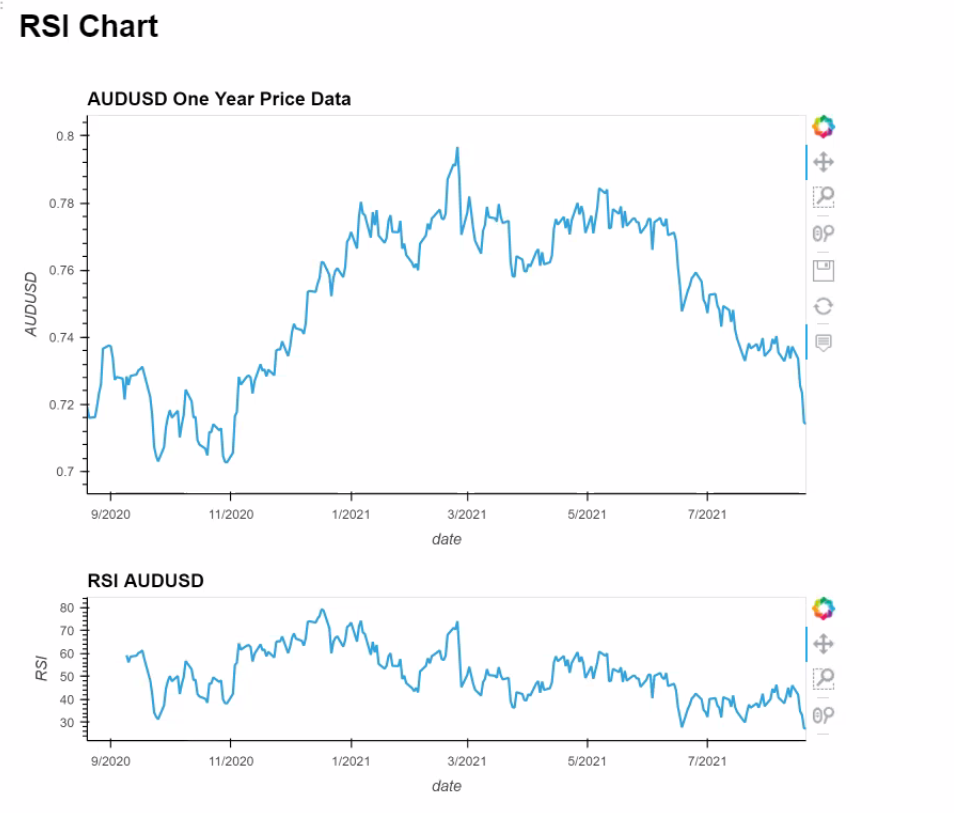 RSI Chart
AUDUSD One Year Price Data
0.8
0.78
0.76
0.74
0.72
0.7
AUDUSD
9/2020 11/2020 1/2021 3/2021 5/2021 7/2021
date
RSI AUDUSD
80
70
60
50
40
30
RSI
9/2020 11/2020 1/2021 3/2021 5/2021 7/2021
date